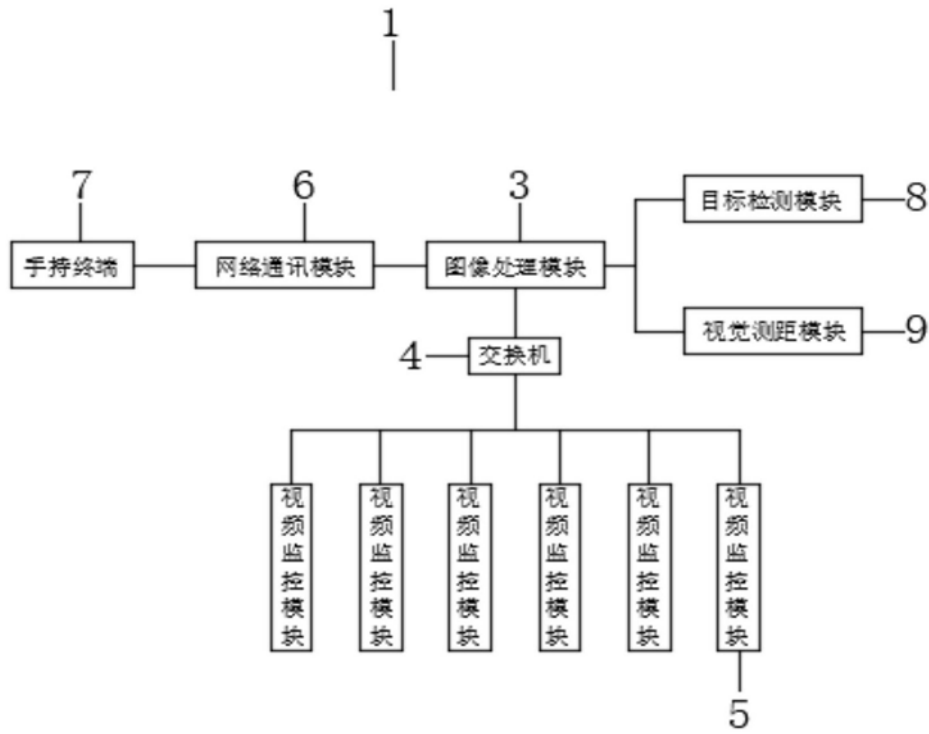 1
7
6
3
目标检测模块
8
手持终端
网络通讯模块
图像处理模块
视觉测距模块
9
4
交换机
视频监控模块
视频监控模块
视频监控模块
视频监控模块
视频监控模块
视频监控模块
5